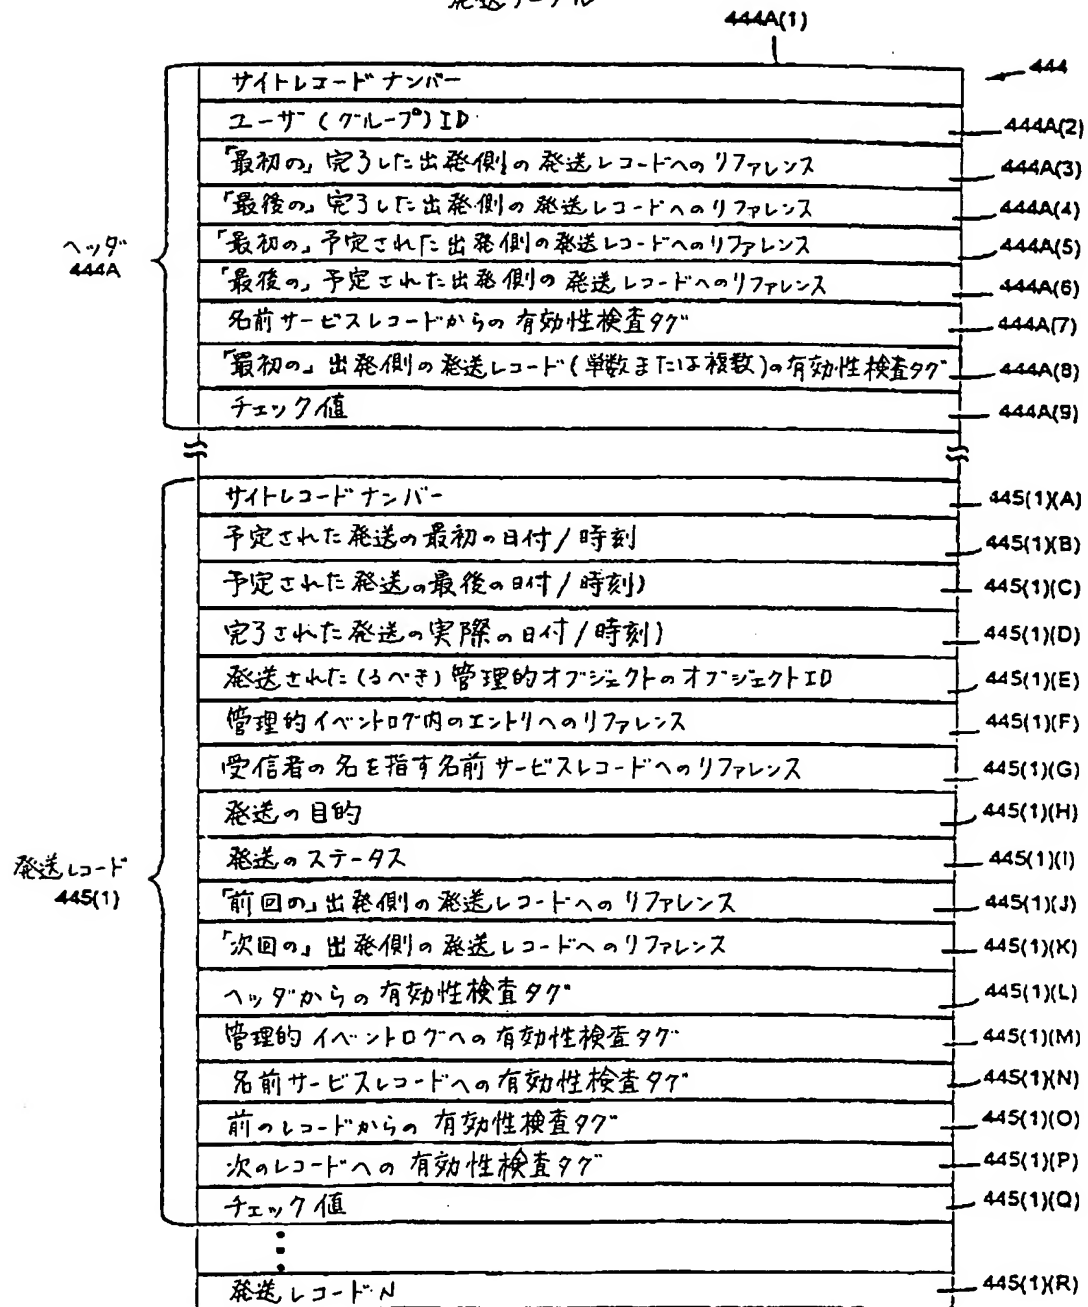 発送テーブル
444A(1)
サイトレコードナンバー
444
ユーザ(グループ)ID
444A(2)
「最初の」完了した出発側の発送レコードへのリファレンス
444A(3)
「最後の」完了した出発側の発送レコードへのリファレンス
444A(4)
「最初の」予定された出発側の発送レコードへのリファレンス
444A(5)
ヘッダ
444A
「最後の」予定された出発側の発送レコードへのリファレンス
444A(6)
名前サービスレコードからの有効性検査タグ
444A(7)
「最初の」出発側の発送レコード(単数または複数)の有効性検査タグ
444A(8)
チェック値
444A(9)
サイトレコードナンバー
445(1)(A)
予定された発送の最初の日付/時刻
445(1)(B)
予定された発送の最後の日付/時刻)
445(1)(C)
完了された発送の実際の日付/時刻)
445(1)(D)
発送された(るべき)管理的オブジェクトのオブジェクトID
445(1)(E)
管理的イベントログ内のエントリへのリファレンス
445(1)(F)
受信者の名を指す名前サービスレコードへのリファレンス
445(1)(G)
発送の目的
445(1)(H)
発送のステータス
445(1)(I)
発送レコード
445(1)
「前回の」出発側の発送レコードへのリファレンス
445(1)(J)
「次回の」出発側の発送レコードへのリファレンス
445(1)(K)
ヘッダからの有効性検査タグ
445(1)(L)
管理的イベントログへの有効性検査タグ
445(1)(M)
名前サービスレコードへの有効性検査タグ
445(1)(N)
前のレコードからの有効性検査タグ
445(1)(O)
次のレコードへの有効性検査タグ
445(1)(P)
チェック値
445(1)(Q)
発送レコードN
445(1)(R)